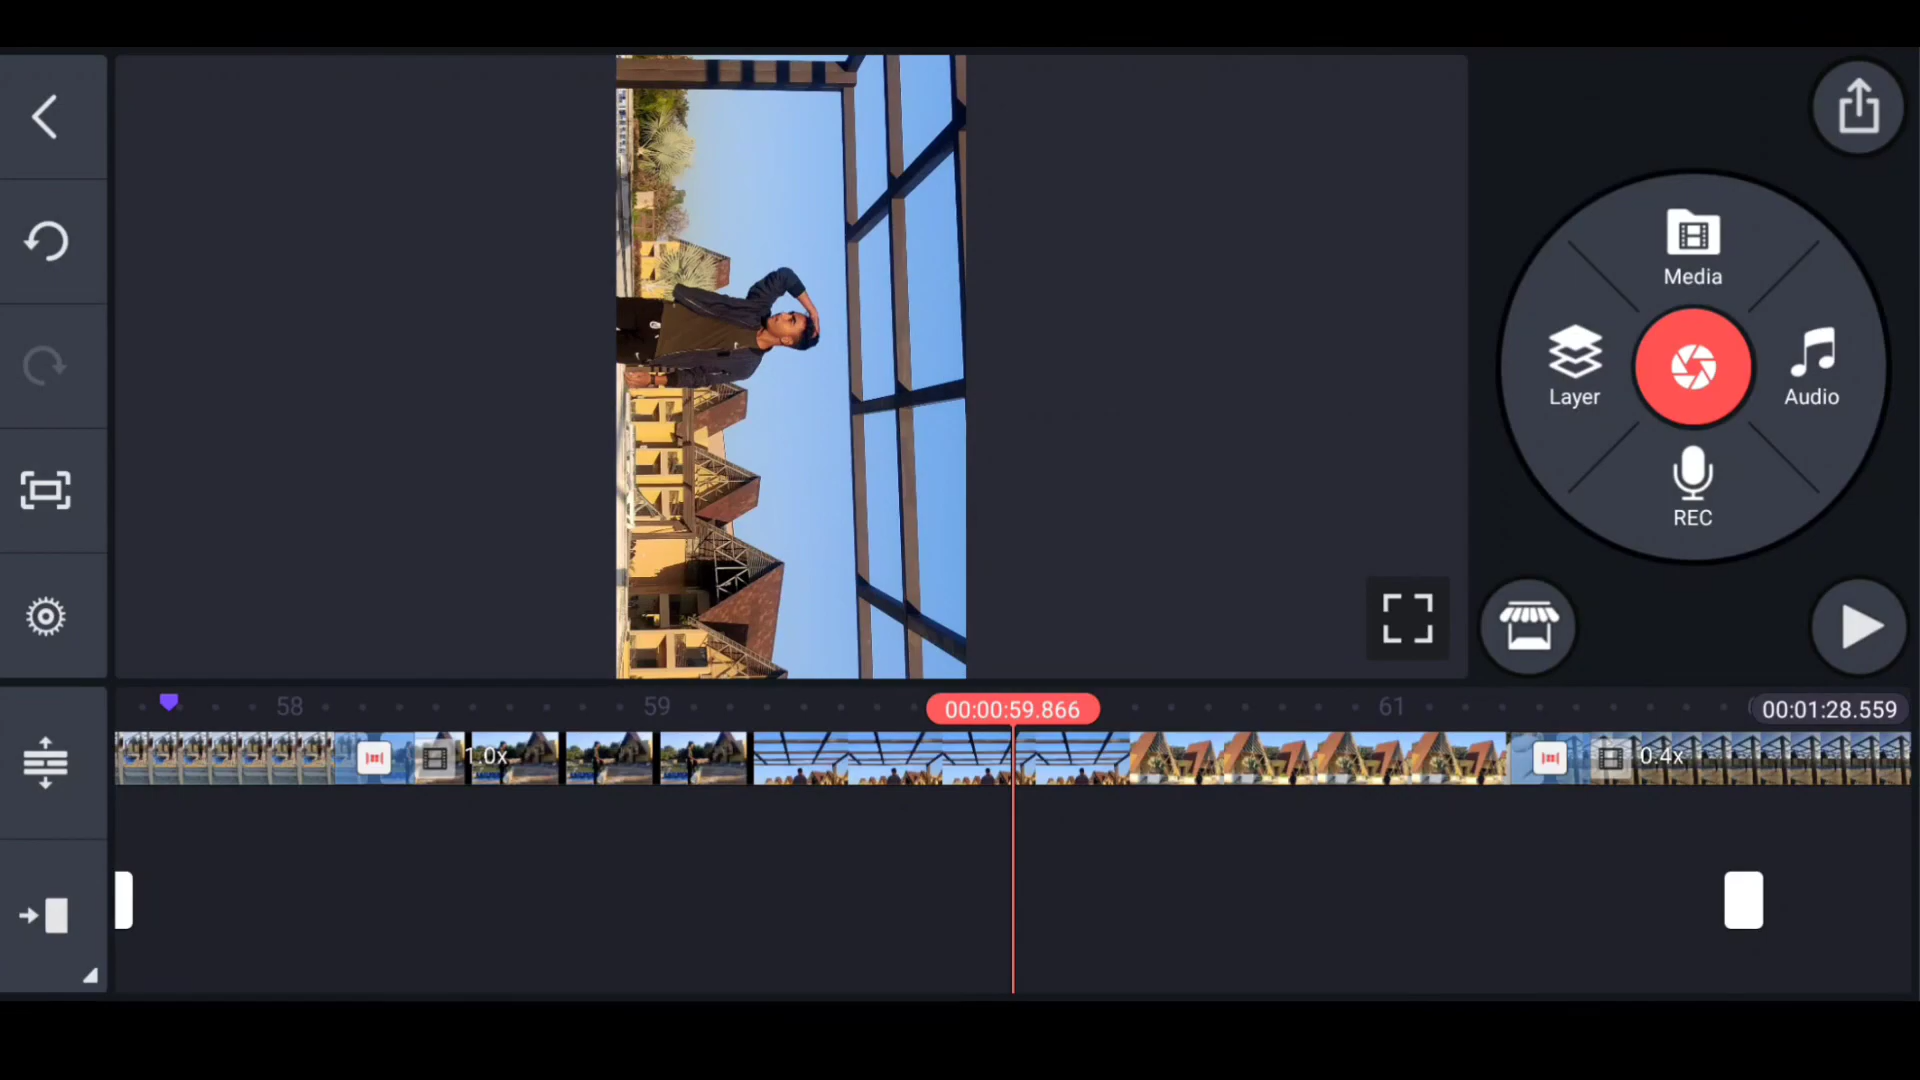 Media
Layer
Audio
REC
58
59
00:00:59.866
61
00:01:28.559
1.0x
0.4x